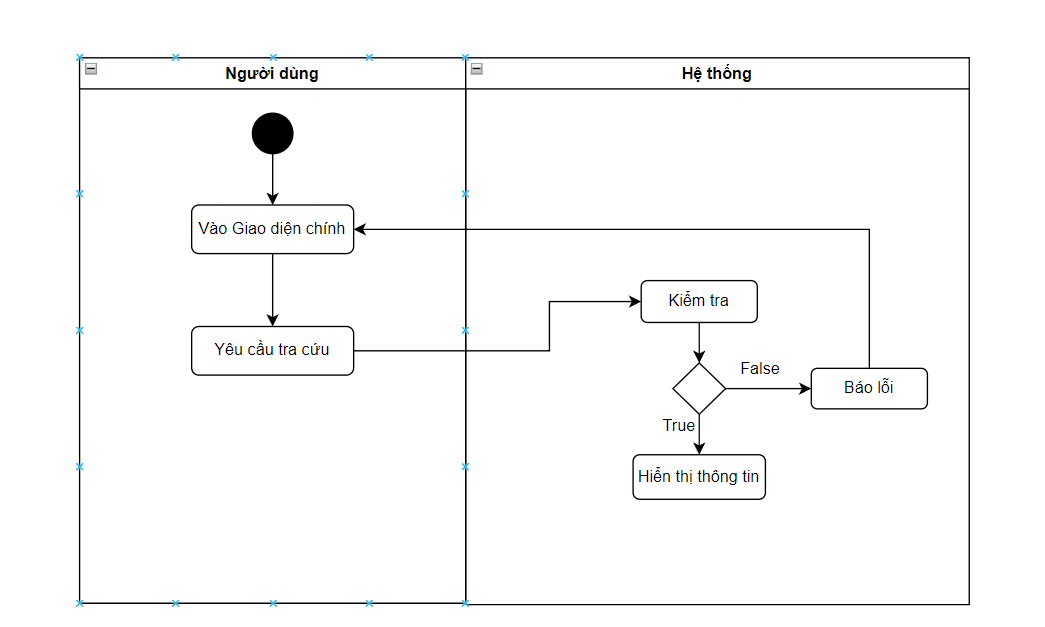 Người dùng
Hệ thống
Vào Giao diện chính
Kiểm tra
Yêu cầu tra cứu
False
Báo lỗi
True
Hiển thị thông tin